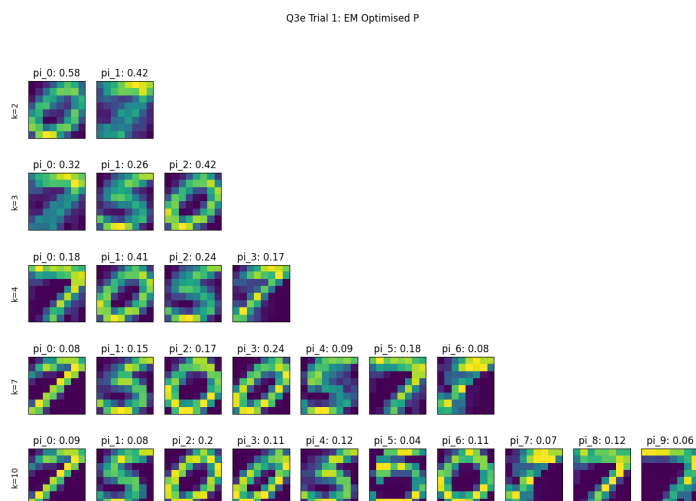 Q3e Trial 1: EM Optimised P
pi_0: 0.58 pi_1: 0.42
k=2
pi_0: 0.32 pi_1: 0.26 pi_2: 0.42
k=3
pi_0: 0.18 pi_1: 0.41 pi_2: 0.24 pi_3: 0.17
k=4
pi_0: 0.08 pi_1: 0.15 pi_2: 0.17 pi_3: 0.24 pi_4: 0.09 pi_5: 0.18 pi_6: 0.08
k=7
pi_0: 0.09 pi_1: 0.08 pi_2: 0.2 pi_3: 0.11 pi_4: 0.12 pi_5: 0.04 pi_6: 0.11 pi_7: 0.07 pi_8: 0.12 pi_9: 0.06
k=10